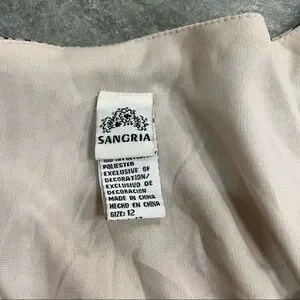 SANGRIA
POLYESTER
EXCLUSIVE OF
DECORATION/
EXCLUSIVO DE
DECORACION
MADE IN CHINA
HECHO EN CHINA
SIZE: 12